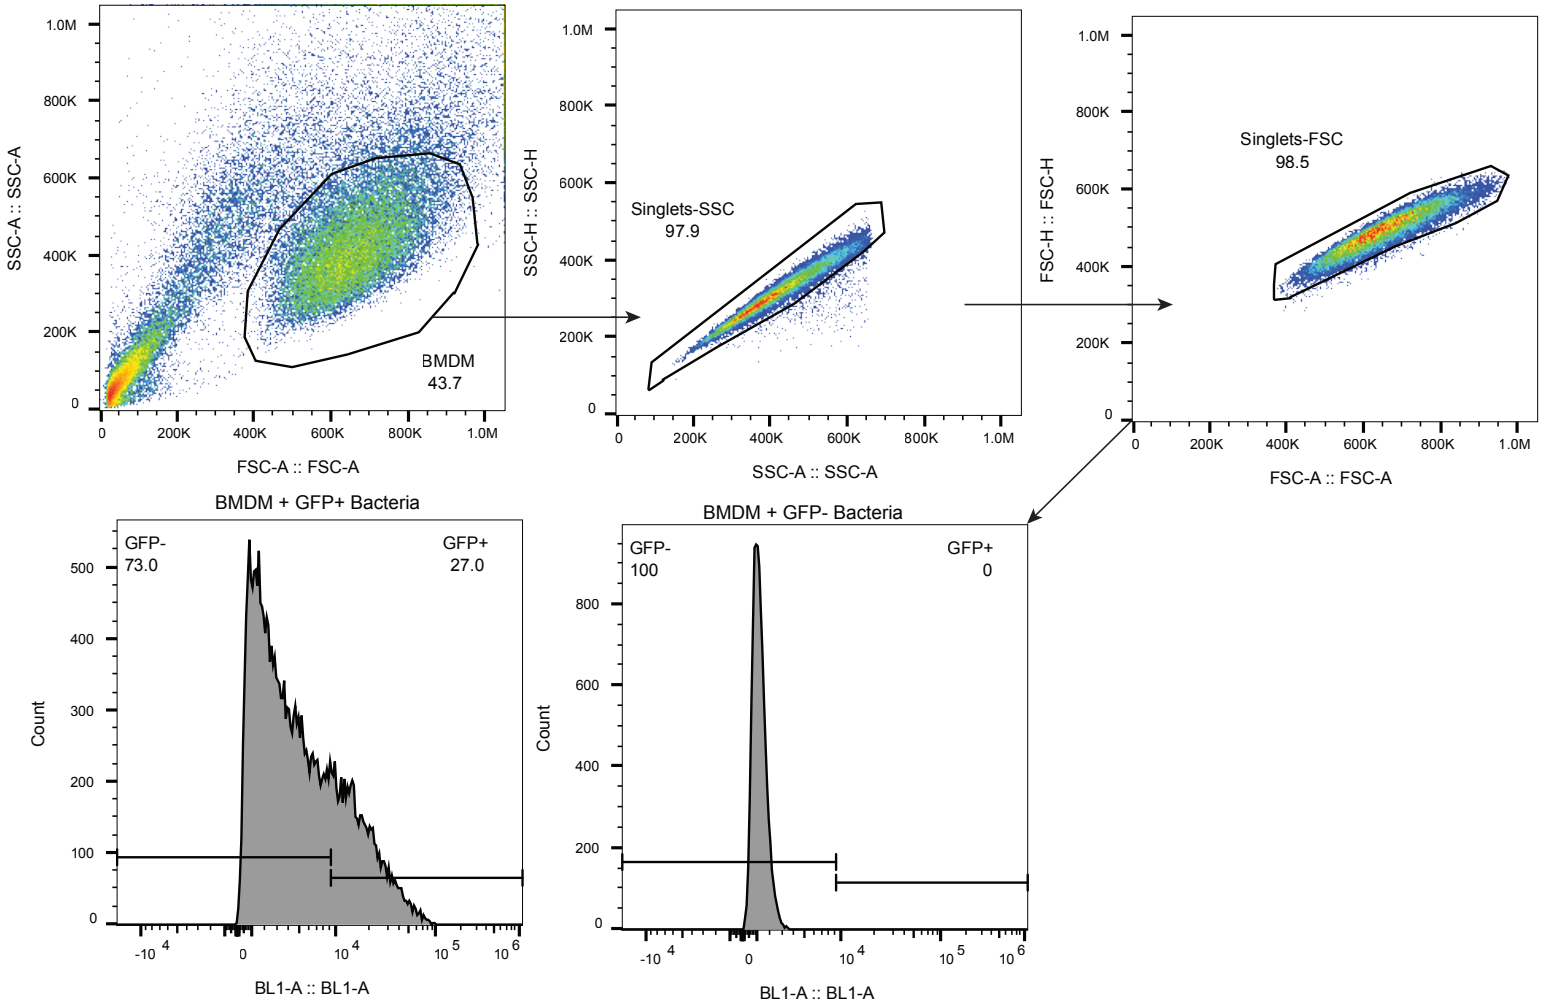 1.0M
800K
600K
400K
200K
0
SSC-A :: SSC-A
BMDM
43.7
0 200K 400K 600K 800K 1.0M
FSC-A :: FSC-A
1.0M
800K
600K
400K
200K
0
SSC-H :: SSC-H
Singlets-SSC
97.9
0 200K 400K 600K 800K 1.0M
SSC-A :: SSC-A
1.0M
800K
600K
400K
200K
0
FSC-H :: FSC-H
Singlets-FSC
98.5
0 200K 400K 600K 800K 1.0M
FSC-A :: FSC-A
BMDM + GFP+ Bacteria
GFP- GFP+
73.0 27.0
500
400
300
200
100
0
Count
-10 4 0 10 4 10 5 10 6
BL1-A :: BL1-A
BMDM + GFP- Bacteria
GFP- GFP+
100 0
800
600
400
200
0
Count
-10 4 0 10 4 10 5 10 6
BL1-A :: BL1-A